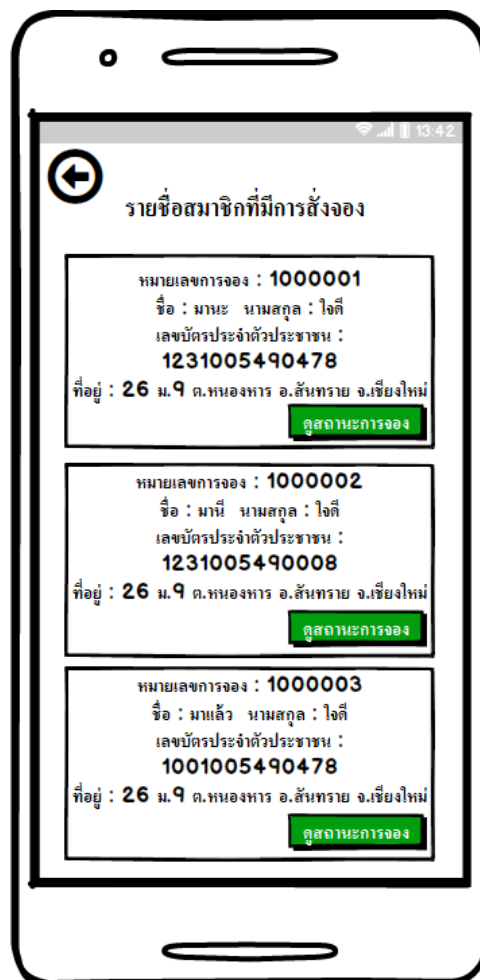 13:42
รายชื่อสมาชิกที่มีการสั่งจอง
หมายเลขการจอง : 1000001
ชื่อ : มานะ นามสกุล : ใจดี
เลขบัตรประจำตัวประชาชน :
1231005490478
ที่อยู่ : 26 ม.9 ต.หนองหาร อ.สันทราย จ.เชียงใหม่
ดูสถานะการจอง
หมายเลขการจอง : 1000002
ชื่อ : มานี นามสกุล : ใจดี
เลขบัตรประจำตัวประชาชน :
1231005490008
ที่อยู่ : 26 ม.9 ต.หนองหาร อ.สันทราย จ.เชียงใหม่
ดูสถานะการจอง
หมายเลขการจอง : 1000003
ชื่อ : มาแล้ว นามสกุล : ใจดี
เลขบัตรประจำตัวประชาชน :
1001005490478
ที่อยู่ : 26 ม.9 ต.หนองหาร อ.สันทราย จ.เชียงใหม่
ดูสถานะการจอง